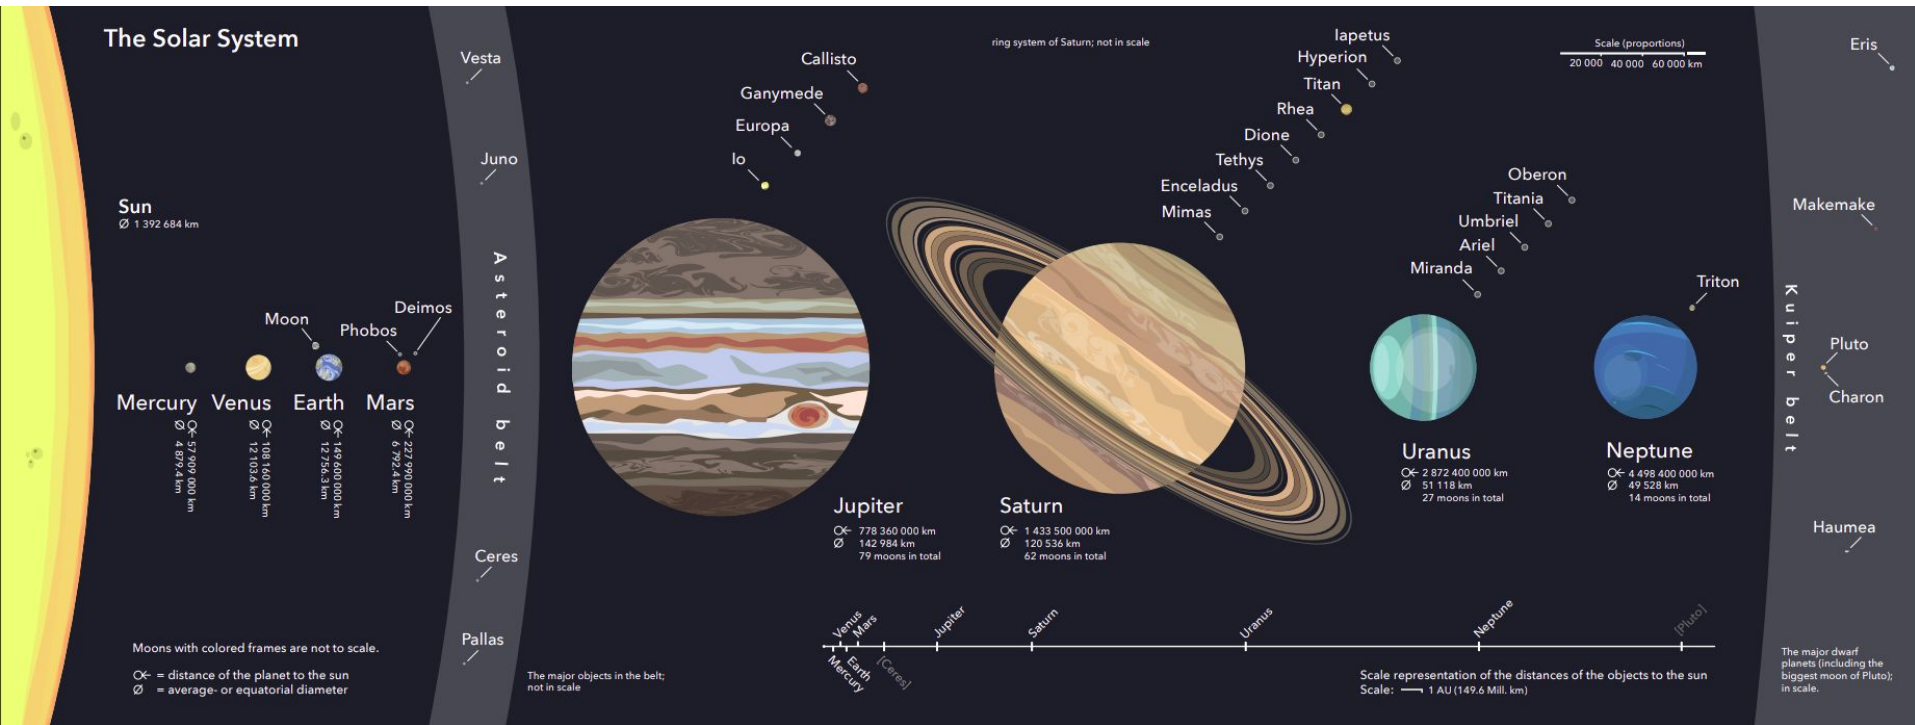 The Solar System
Sun
Ø 1 392 684 km
Moon
Phobos
Deimos
Mercury
57 909 000 km
Ø 4 879.4 km
Venus
108 160 000 km
Ø 12 103.6 km
Earth
149 600 000 km
Ø 12 756.3 km
Mars
227 990 000 km
Ø 6 792.4 km
Moons with colored frames are not to scale.
= distance of the planet to the sun
Ø = average- or equatorial diameter
Vesta
Juno
Asteroid belt
Ceres
Pallas
The major objects in the belt;
not in scale
Callisto
Ganymede
Europa
Io
Jupiter
778 360 000 km
Ø 142 984 km
79 moons in total
ring system of Saturn; not in scale
Iapetus
Hyperion
Titan
Rhea
Dione
Tethys
Enceladus
Mimas
Saturn
1 433 500 000 km
Ø 120 536 km
62 moons in total
Oberon
Titania
Umbriel
Ariel
Miranda
Uranus
2 872 400 000 km
Ø 51 118 km
27 moons in total
Scale (proportions)
20 000 40 000 60 000 km
Triton
Neptune
4 498 400 000 km
Ø 49 528 km
14 moons in total
Venus
Mars
Jupiter
Saturn
Uranus
Neptune
[Pluto]
Mercury
Earth
[Ceres]
Scale representation of the distances of the objects to the sun
Scale: 1 AU (149.6 Mill. km)
Eris
Makemake
Kuiper belt
Pluto
Charon
Haumea
The major dwarf
planets (including the
biggest moon of Pluto);
in scale.